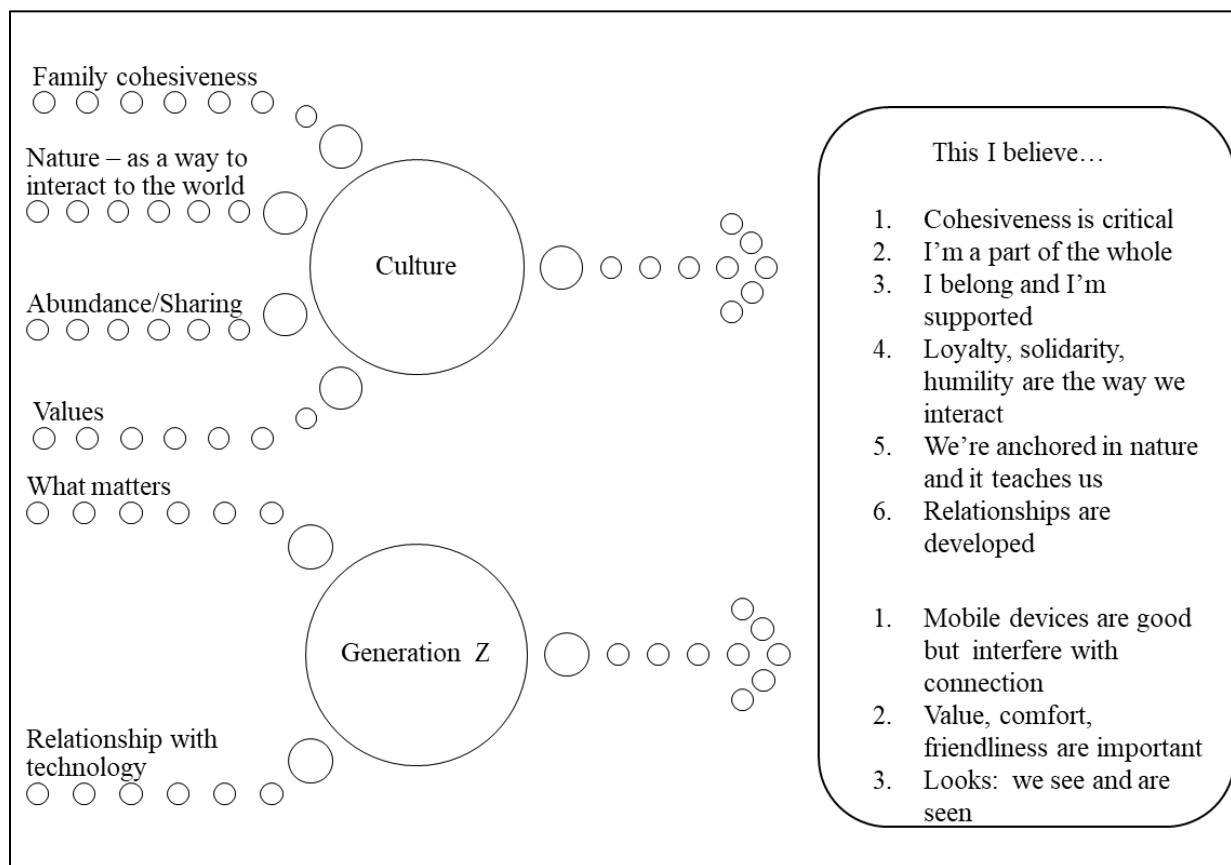 Family cohesiveness
Nature – as a way to
interact to the world
Abundance/Sharing
Values
Culture
What matters
Relationship with
technology
Generation Z
This I believe…
1. Cohesiveness is critical
2. I’m a part of the whole
3. I belong and I’m
supported
4. Loyalty, solidarity,
humility are the way we
interact
5. We’re anchored in nature
and it teaches us
6. Relationships are
developed
1. Mobile devices are good
but interfere with
connection
2. Value, comfort,
friendliness are important
3. Looks: we see and are
seen